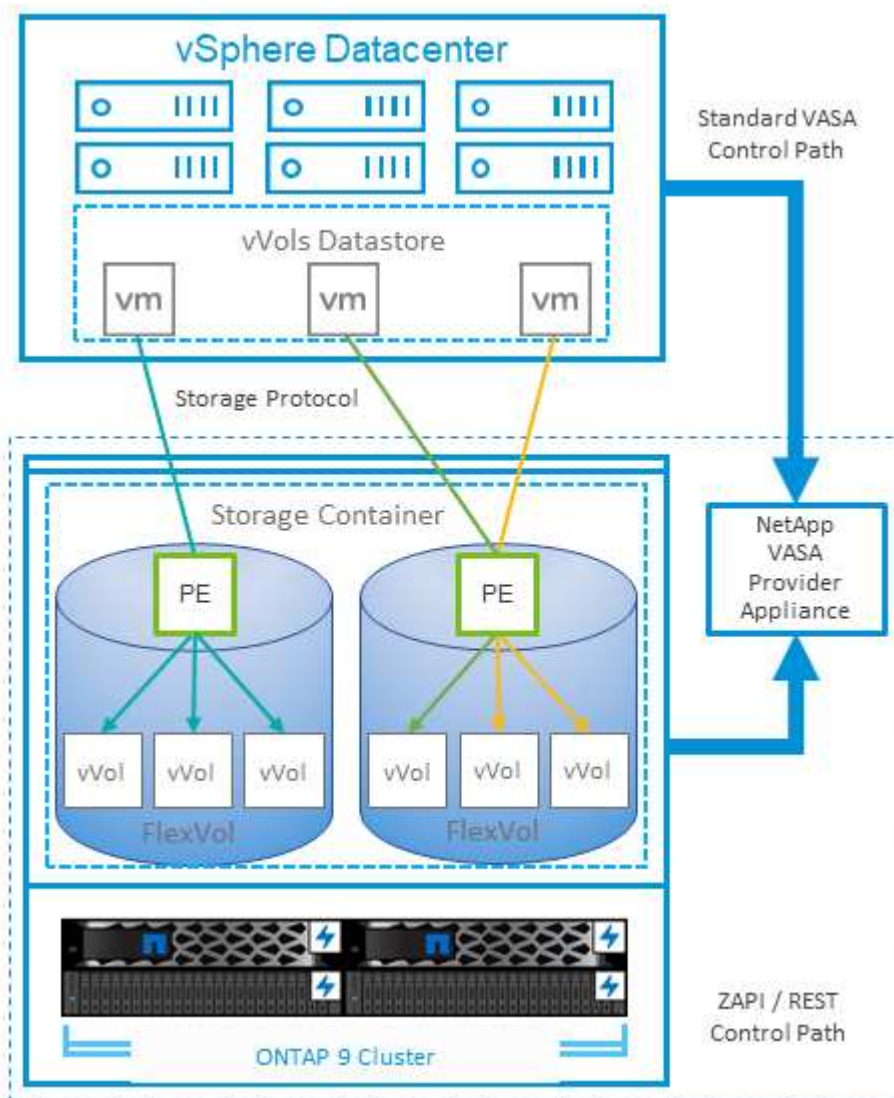 vSphere Datacenter
vVols Datastore
vm
vm
vm
Standard VASA
Control Path
Storage Protocol
Storage Container
PE
PE
vVol
vVol
vVol
vVol
vVol
vVol
FlexVol
FlexVol
NetApp
VASA
Provider
Appliance
ZAPI / REST
Control Path
ONTAP 9 Cluster